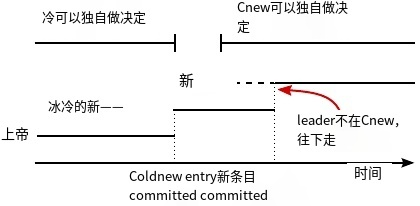 冷可以独自做决定
Cnew可以独自做决
定
新
冰冷的新——
leader不在Cnew，
往下走
上帝
时间
Coldnew entry新条目
committed committed